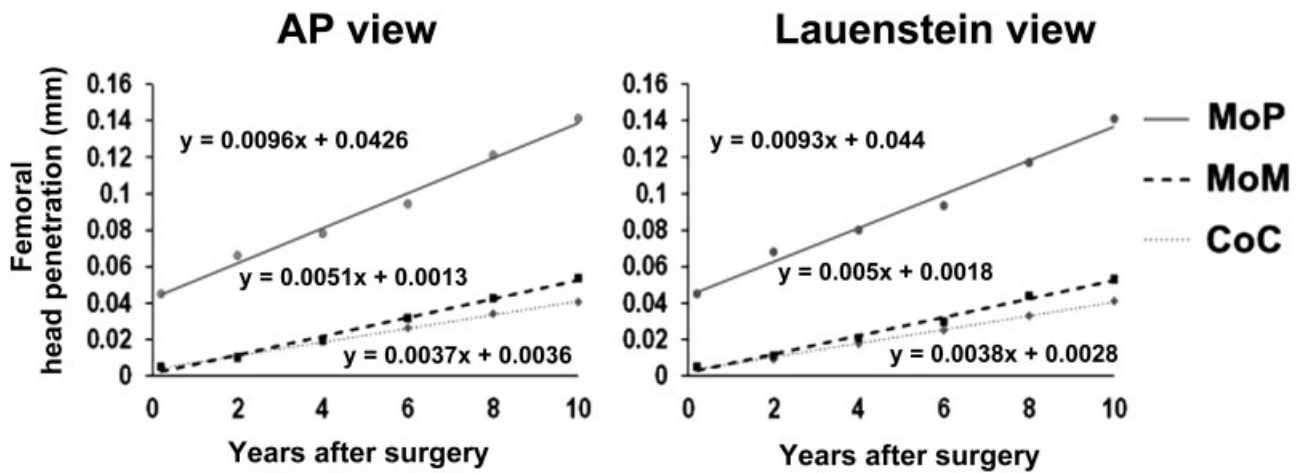 AP view
Lauenstein view
Femoral
head penetration (mm)
0.16
0.14
0.12
0.1
0.08
0.06
0.04
0.02
0
y = 0.0096x + 0.0426
y = 0.0051x + 0.0013
y = 0.0037x + 0.0036
0 2 4 6 8 10
Years after surgery
0.16
0.14
0.12
0.1
0.08
0.06
0.04
0.02
0
y = 0.0093x + 0.044
y = 0.005x + 0.0018
y = 0.0038x + 0.0028
0 2 4 6 8 10
Years after surgery
MoP
MoM
CoC